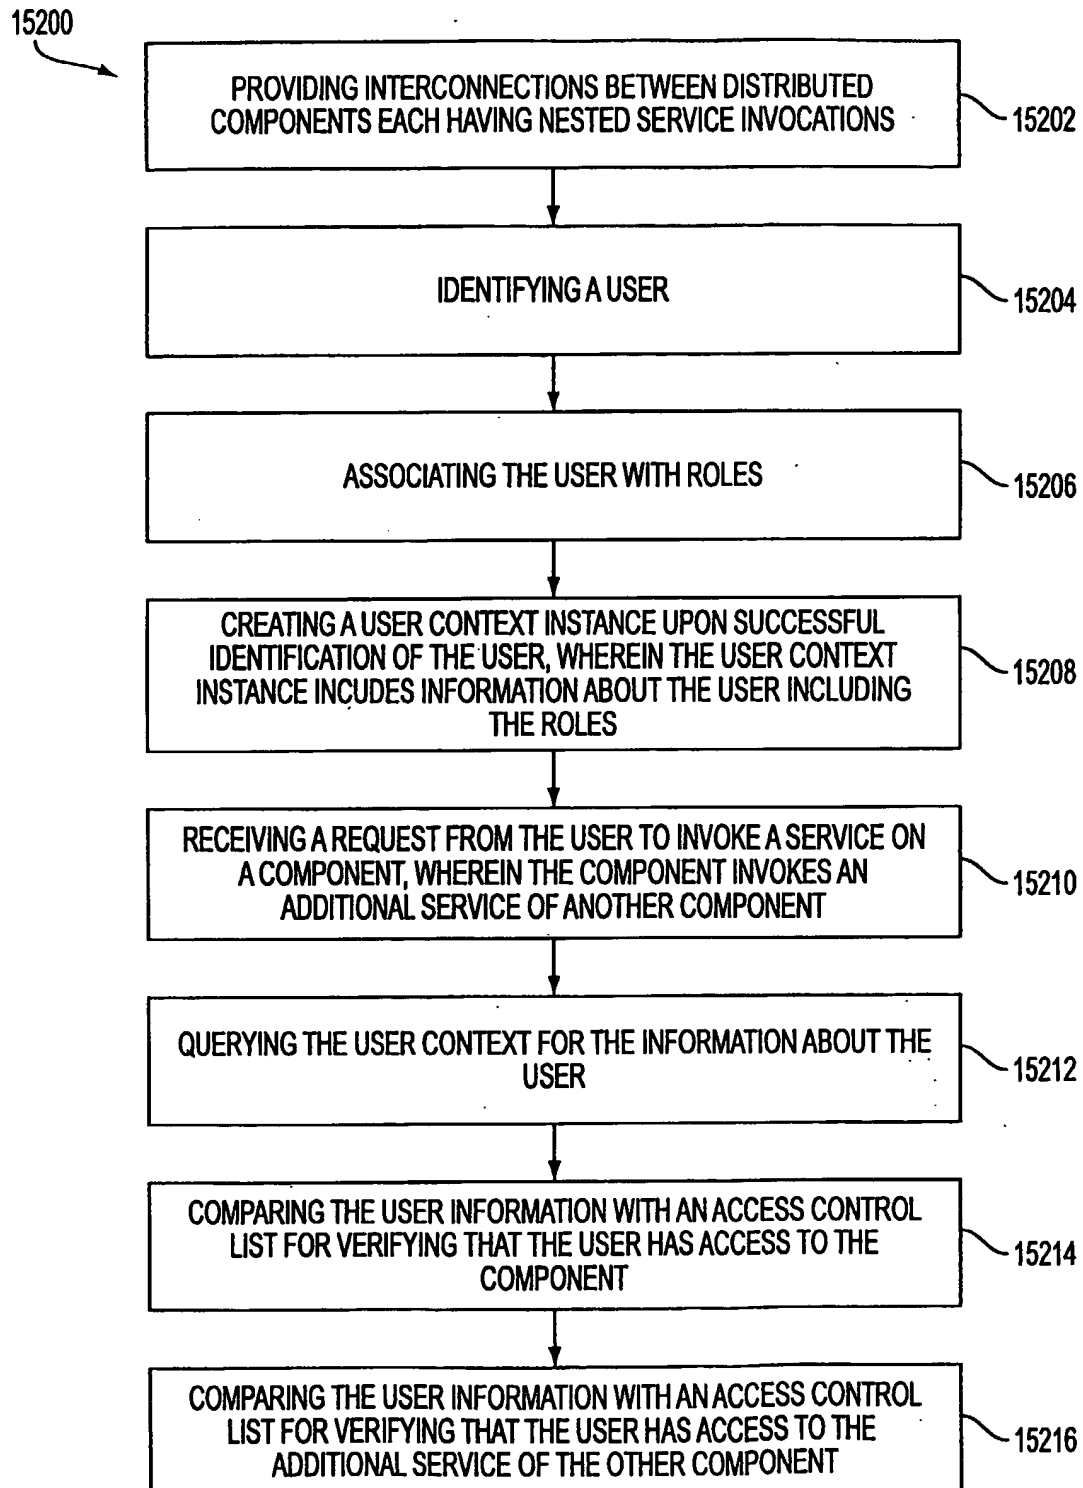 15200
PROVIDING INTERCONNECTIONS BETWEEN DISTRIBUTED
COMPONENTS EACH HAVING NESTED SERVICE INVOCATIONS
15202
IDENTIFYING A USER
15204
ASSOCIATING THE USER WITH ROLES
15206
CREATING A USER CONTEXT INSTANCE UPON SUCCESSFUL
IDENTIFICATION OF THE USER, WHEREIN THE USER CONTEXT
INSTANCE INCUDES INFORMATION ABOUT THE USER INCLUDING
THE ROLES
15208
RECEIVING A REQUEST FROM THE USER TO INVOKE A SERVICE ON
A COMPONENT, WHEREIN THE COMPONENT INVOKES AN
ADDITIONAL SERVICE OF ANOTHER COMPONENT
15210
QUERYING THE USER CONTEXT FOR THE INFORMATION ABOUT THE
USER
15212
COMPARING THE USER INFORMATION WITH AN ACCESS CONTROL
LIST FOR VERIFYING THAT THE USER HAS ACCESS TO THE
COMPONENT
15214
COMPARING THE USER INFORMATION WITH AN ACCESS CONTROL
LIST FOR VERIFYING THAT THE USER HAS ACCESS TO THE
ADDITIONAL SERVICE OF THE OTHER COMPONENT
15216